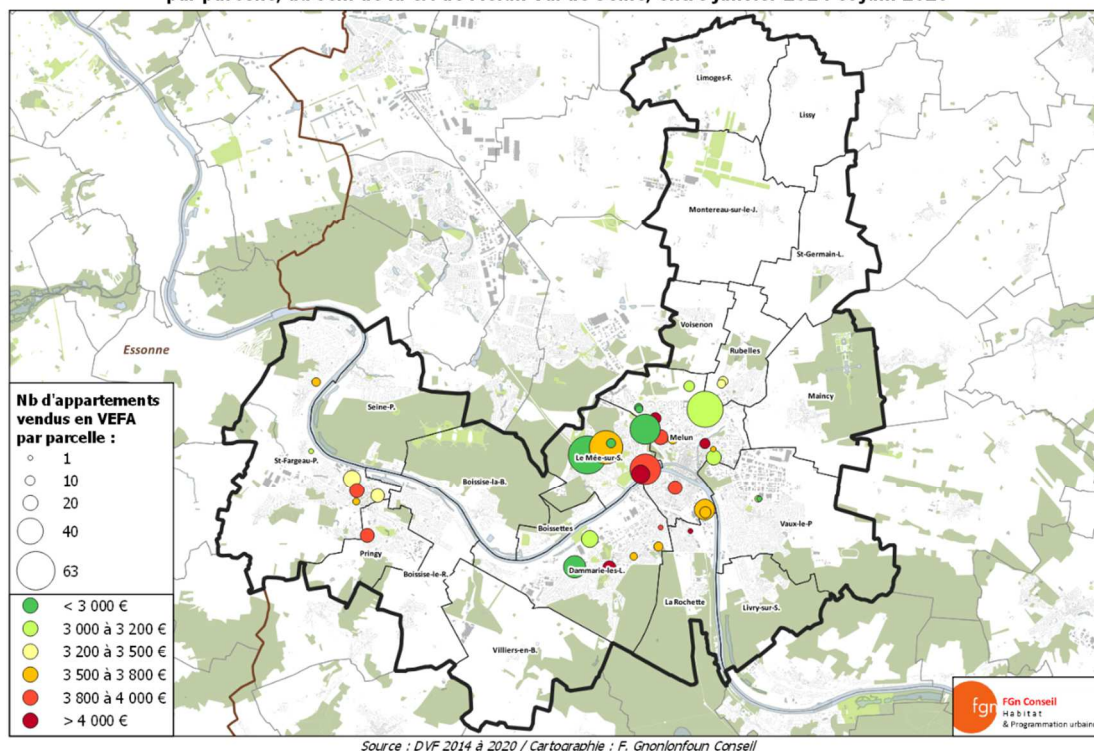 Limoges-F.
Lissy
Montereau-sur-le-J.
St-Germain-L.
Voisenon
Rubelles
Maincy
Essonne
Seine-P.
Melun
Le Mée-sur-S.
St-Fargeau-P.
Boissise-la-B.
Vaux-le-P
Boissettes
Pringy
Boissise-le-R.
Dammarie-les-L.
La Rochette
Livry-sur-S.
Villiers-en-B.
Nb d'appartements
vendus en VEFA
par parcelle :
1
10
20
40
63
< 3 000 €
3 000 à 3 200 €
3 200 à 3 500 €
3 500 à 3 800 €
3 800 à 4 000 €
> 4 000 €
fgn
FGn Conseil
Habitat
& Programmation urbaine
Source : DVF 2014 à 2020 / Cartographie : F. Gnonlonfoun Conseil